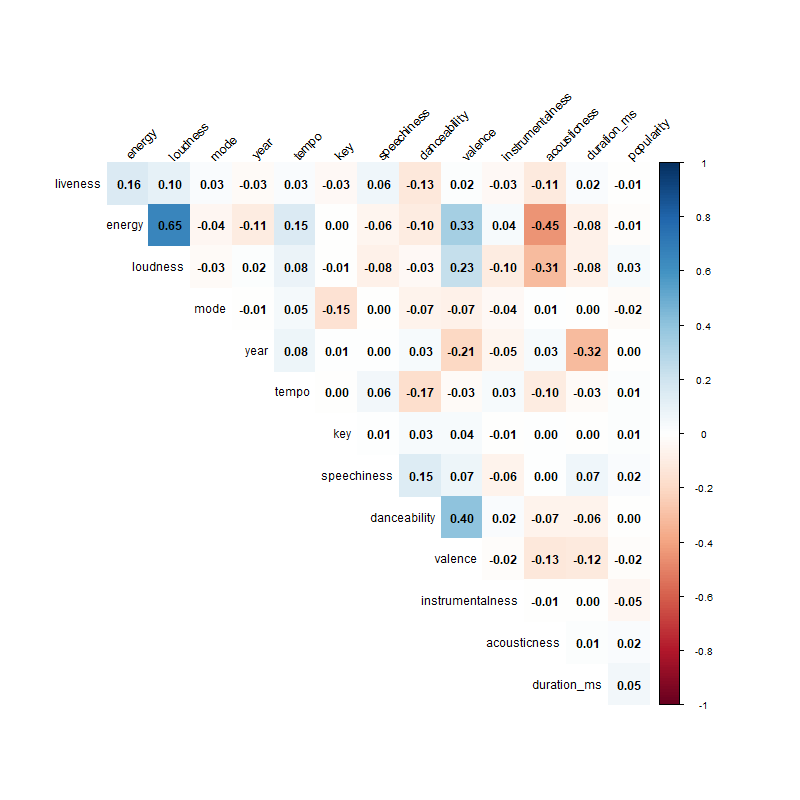 energy loudness mode year tempo key speechiness danceability valence instrumentalness acousticness duration_ms popularity
liveness 0.16 0.10 0.03 -0.03 0.03 -0.03 0.06 -0.13 0.02 -0.03 -0.11 0.02 -0.01
energy 0.65 -0.04 -0.11 0.15 0.00 -0.06 -0.10 0.33 0.04 -0.45 -0.08 -0.01
loudness -0.03 0.02 0.08 -0.01 -0.08 -0.03 0.23 -0.10 -0.31 -0.08 0.03
mode -0.01 0.05 -0.15 0.00 -0.07 -0.07 -0.04 0.01 0.00 -0.02
year 0.08 0.01 0.00 0.03 -0.21 -0.05 0.03 -0.32 0.00
tempo 0.00 0.06 -0.17 -0.03 0.03 -0.10 -0.03 0.01
key 0.01 0.03 0.04 -0.01 0.00 0.00 0.01
speechiness 0.15 0.07 -0.06 0.00 0.07 0.02
danceability 0.40 0.02 -0.07 -0.06 0.00
valence -0.02 -0.13 -0.12 -0.02
instrumentalness -0.01 0.00 -0.05
acousticness 0.01 0.02
duration_ms 0.05
1
0.8
0.6
0.4
0.2
0
-0.2
-0.4
-0.6
-0.8
-1